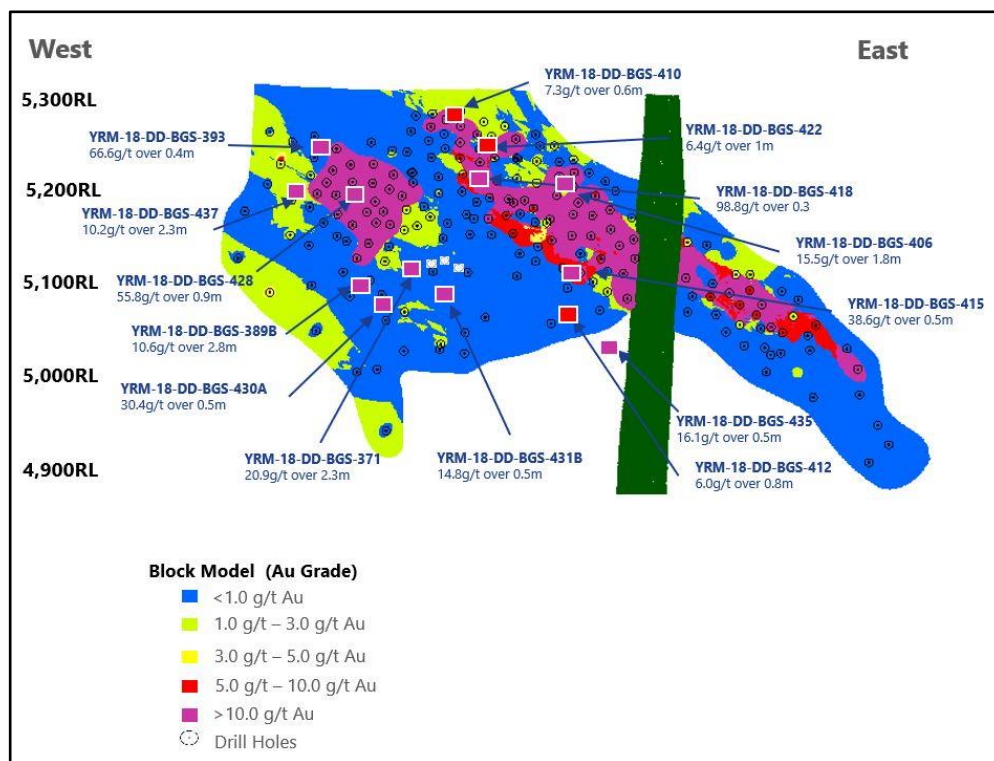 West
East
YRM-18-DD-BGS-410
7.3g/t over 0.6m
5,300RL
YRM-18-DD-BGS-393
66.6g/t over 0.4m
YRM-18-DD-BGS-422
6.4g/t over 1m
5,200RL
YRM-18-DD-BGS-418
98.8g/t over 0.3
YRM-18-DD-BGS-437
10.2g/t over 2.3m
YRM-18-DD-BGS-406
15.5g/t over 1.8m
YRM-18-DD-BGS-428
55.8g/t over 0.9m
5,100RL
YRM-18-DD-BGS-415
38.6g/t over 0.5m
YRM-18-DD-BGS-389B
10.6g/t over 2.8m
5,000RL
YRM-18-DD-BGS-430A
30.4g/t over 0.5m
YRM-18-DD-BGS-435
16.1g/t over 0.5m
YRM-18-DD-BGS-371
20.9g/t over 2.3m
YRM-18-DD-BGS-431B
14.8g/t over 0.5m
YRM-18-DD-BGS-412
6.0g/t over 0.8m
4,900RL
Block Model (Au Grade)
<1.0 g/t Au
1.0 g/t – 3.0 g/t Au
3.0 g/t – 5.0 g/t Au
5.0 g/t – 10.0 g/t Au
>10.0 g/t Au
Drill Holes